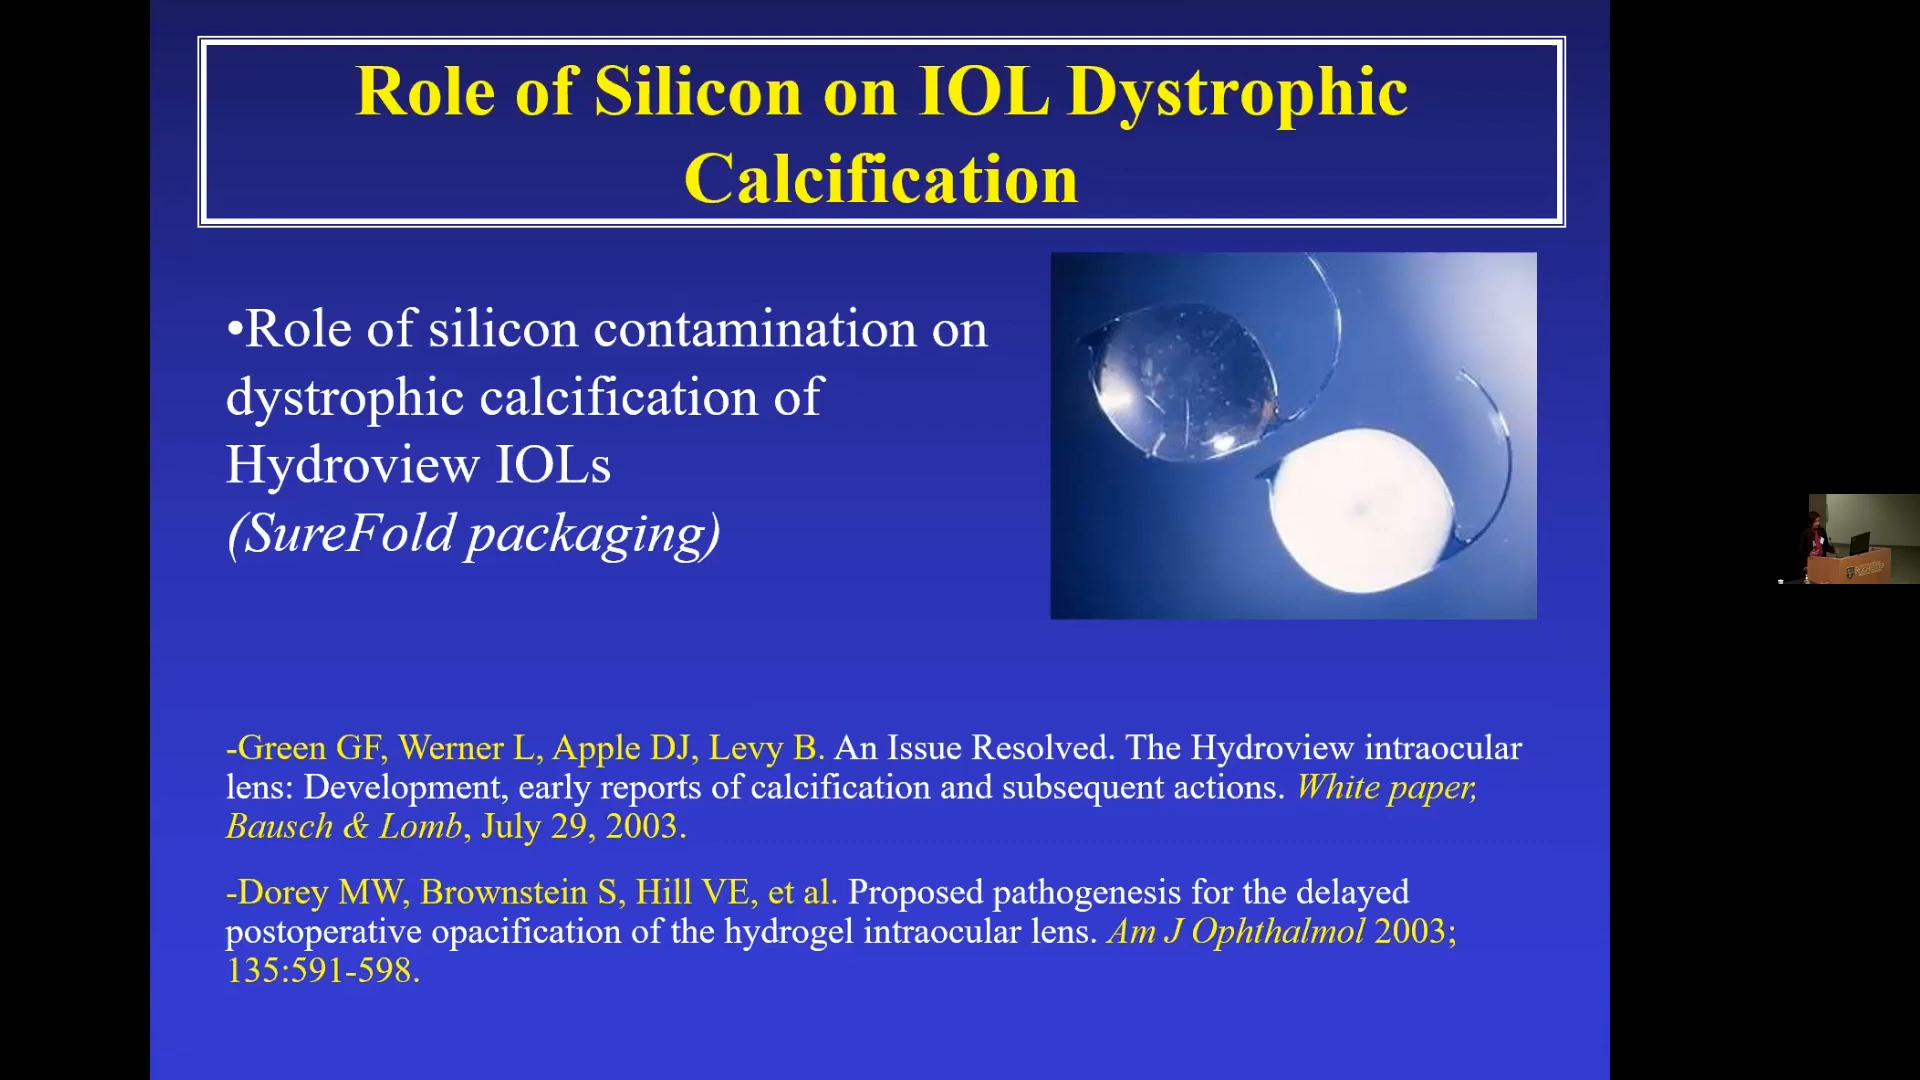 Role of Silicon on IOL Dystrophic
Calcification
•Role of silicon contamination on
dystrophic calcification of
Hydroview IOLs
(SureFold packaging)
-Green GF, Werner L, Apple DJ, Levy B. An Issue Resolved. The Hydroview intraocular
lens: Development, early reports of calcification and subsequent actions. White paper,
Bausch & Lomb, July 29, 2003.
-Dorey MW, Brownstein S, Hill VE, et al. Proposed pathogenesis for the delayed
postoperative opacification of the hydrogel intraocular lens. Am J Ophthalmol 2003;
135:591-598.